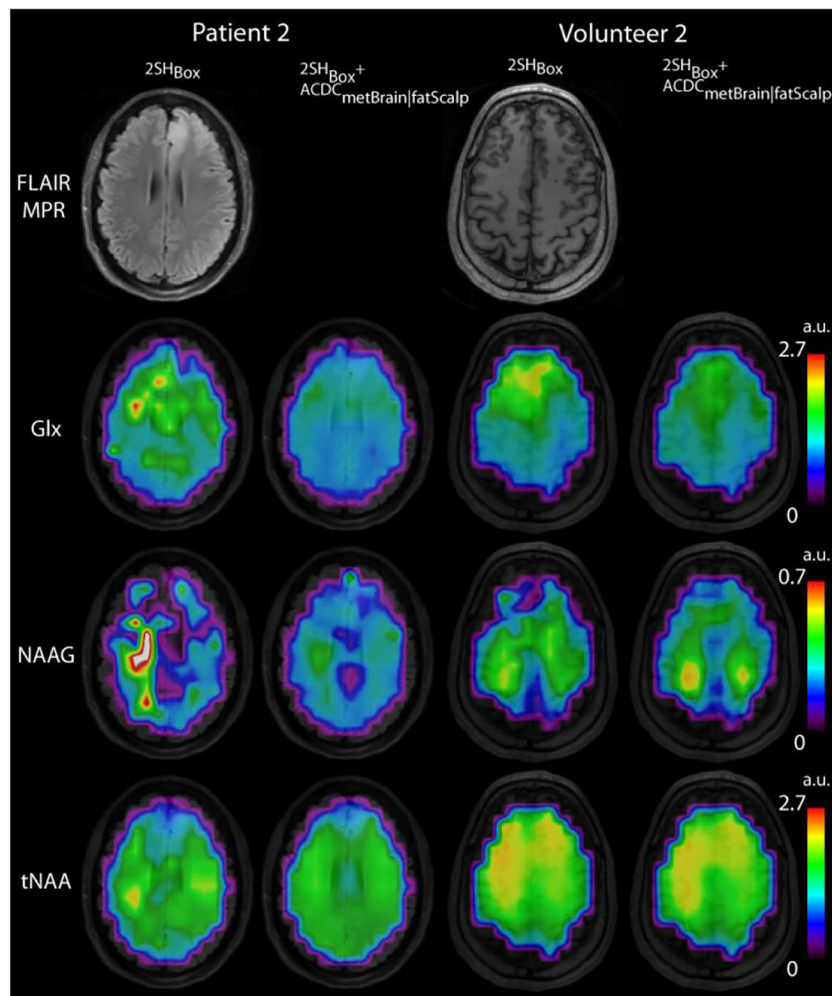 Patient 2 Volunteer 2
2SHBox 2SHBox+ 2SHBox 2SHBox+
ACDCmetBrain|fatScalp ACDCmetBrain|fatScalp
FLAIR
MPR
a.u.
2.7
Glx
0
a.u.
0.7
NAAG
0
a.u.
2.7
tNAA
0